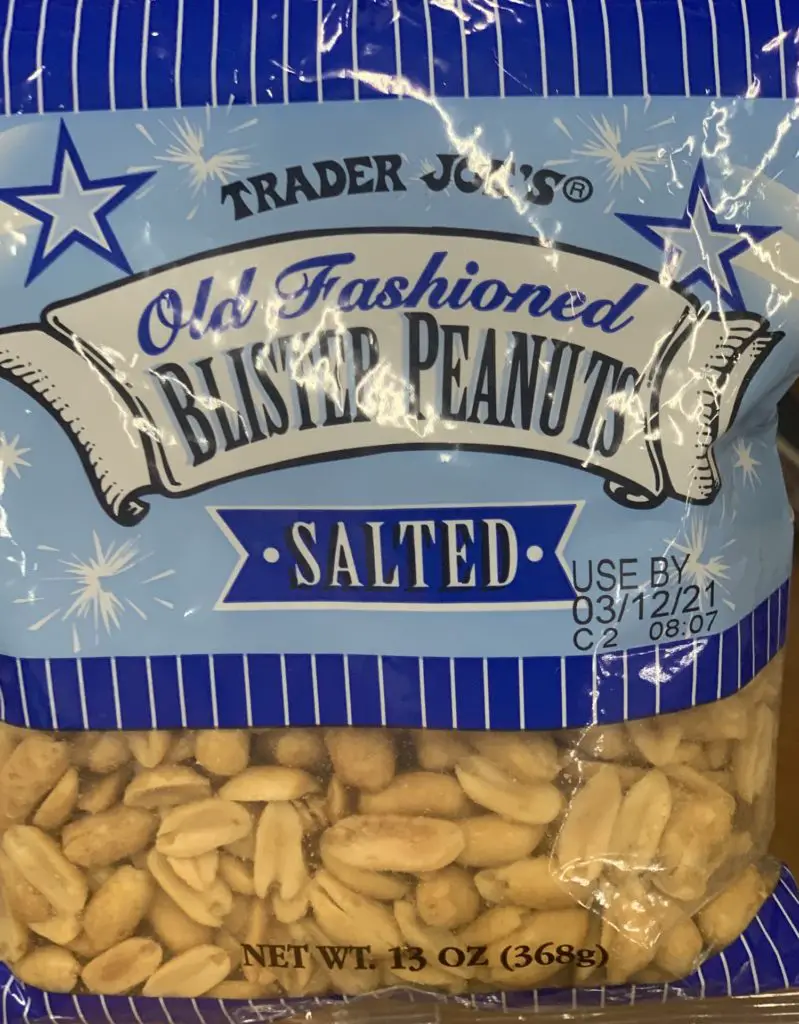 TRADER JOE'S®
Old Fashioned
BLISTER PEANUTS
•SALTED•
USE BY
03/12/21
C 2 08:07
NET WT. 13 OZ (368g)